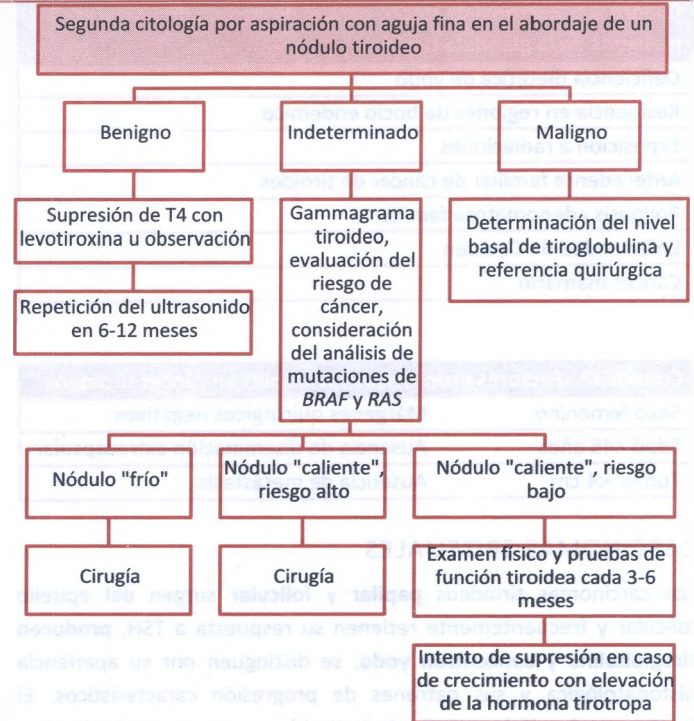 Segunda citología por aspiración con aguja fina en el abordaje de un
nódulo tiroideo
Benigno
Indeterminado
Maligno
Supresión de T4 con
levotiroxina u observación
Repetición del ultrasonido
en 6-12 meses
Gammagrama
tiroideo,
evaluación del
riesgo de
cáncer,
consideración
del análisis de
mutaciones de
BRAF y RAS
Determinación del nivel
basal de tiroglobulina y
referencia quirúrgica
Nódulo "frío"
Nódulo "caliente",
riesgo alto
Nódulo "caliente", riesgo
bajo
Cirugía
Cirugía
Examen físico y pruebas de
función tiroidea cada 3-6
meses
Intento de supresión en caso
de crecimiento con elevación
de la hormona tirotropa